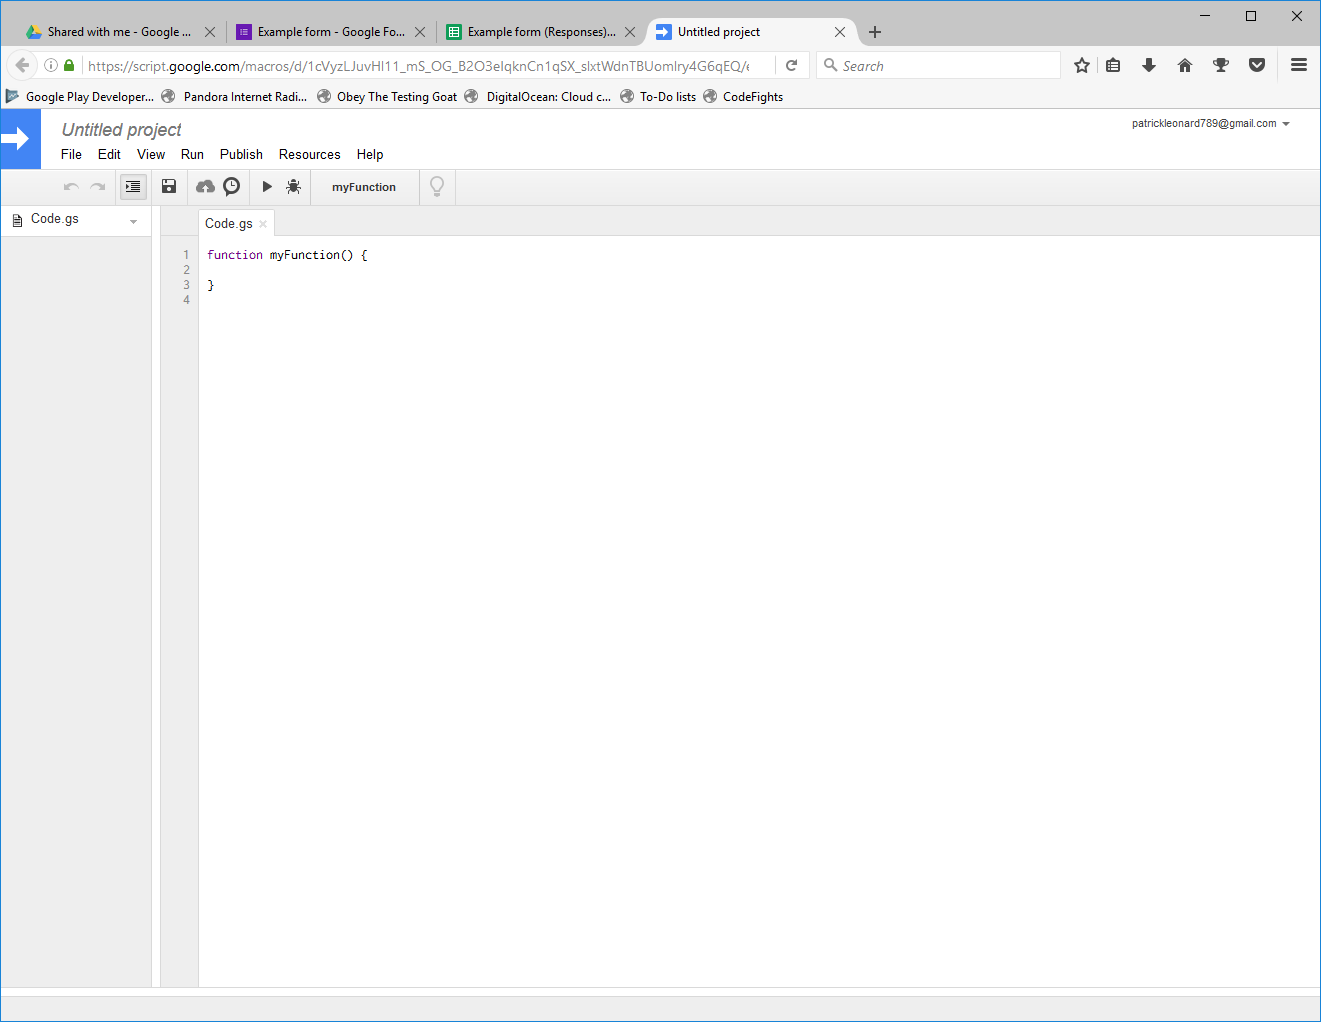 Shared with me - Google ...
Example form - Google Fo...
Example form (Responses)...
Untitled project
https://script.google.com/macros/d/
Search
Google Play Developer...
Pandora Internet Radi...
Obey The Testing Goat
DigitalOcean: Cloud c...
To-Do lists
CodeFights
Untitled project
patrickleonard789@gmail.com
File Edit View Run Publish Resources Help
myFunction
Code.gs
Code.gs
1 function myFunction() {
2
3 }
4